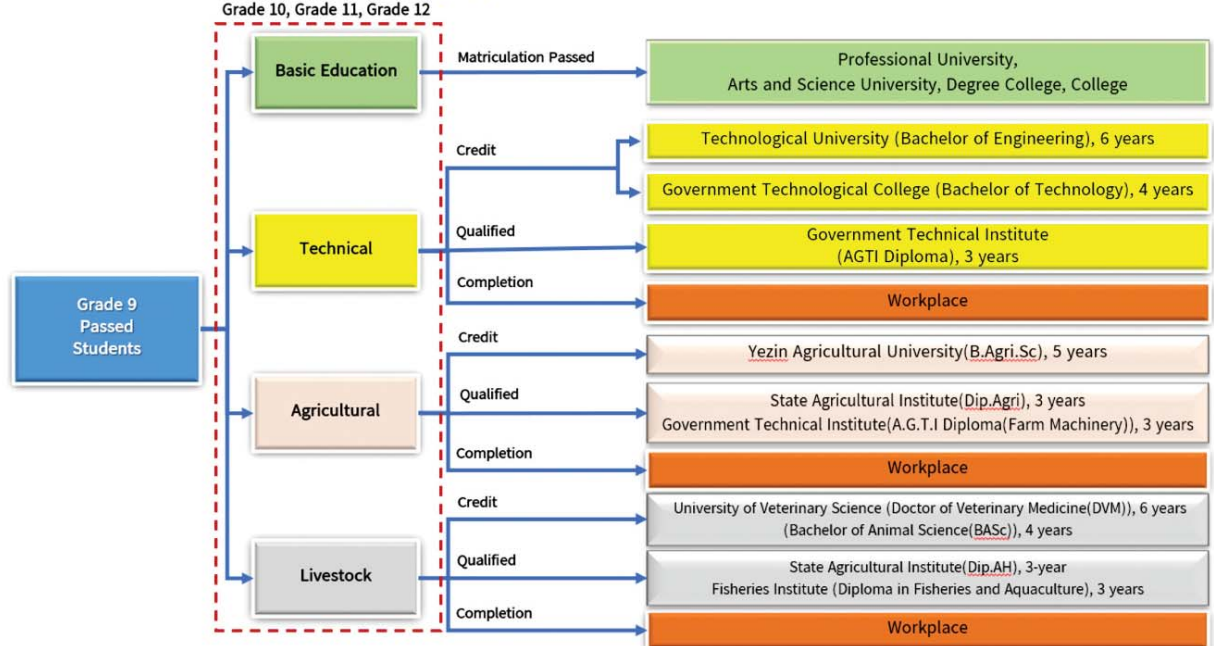 Grade 10, Grade 11, Grade 12
Grade 9
Passed
Students
Basic Education
Matriculation Passed
Professional University,
Arts and Science University, Degree College, College
Technical
Credit
Technological University (Bachelor of Engineering), 6 years
Government Technological College (Bachelor of Technology), 4 years
Qualified
Government Technical Institute
(AGTI Diploma), 3 years
Completion
Workplace
Agricultural
Credit
Yezin Agricultural University(B.Agri.Sc), 5 years
Qualified
State Agricultural Institute(Dip.Agri), 3 years
Government Technical Institute(A.G.T.I Diploma(Farm Machinery)), 3 years
Completion
Workplace
Livestock
Credit
University of Veterinary Science (Doctor of Veterinary Medicine(DVM)), 6 years
(Bachelor of Animal Science(BASc)), 4 years
Qualified
State Agricultural Institute(Dip.AH), 3-year
Fisheries Institute (Diploma in Fisheries and Aquaculture), 3 years
Completion
Workplace